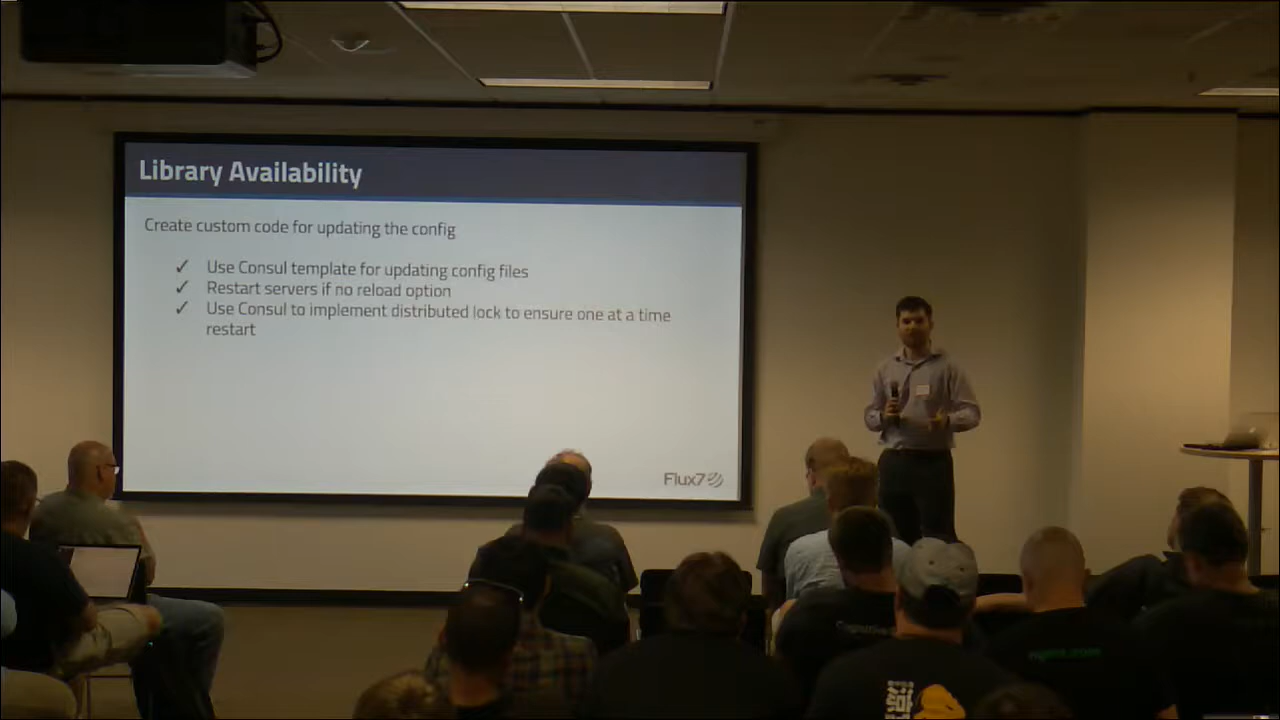 Library Availability
Create custom code for updating the config
✓ Use Consul template for updating config files
✓ Restart servers if no reload option
✓ Use Consul to implement distributed lock to ensure one at a time
restart
Flux7